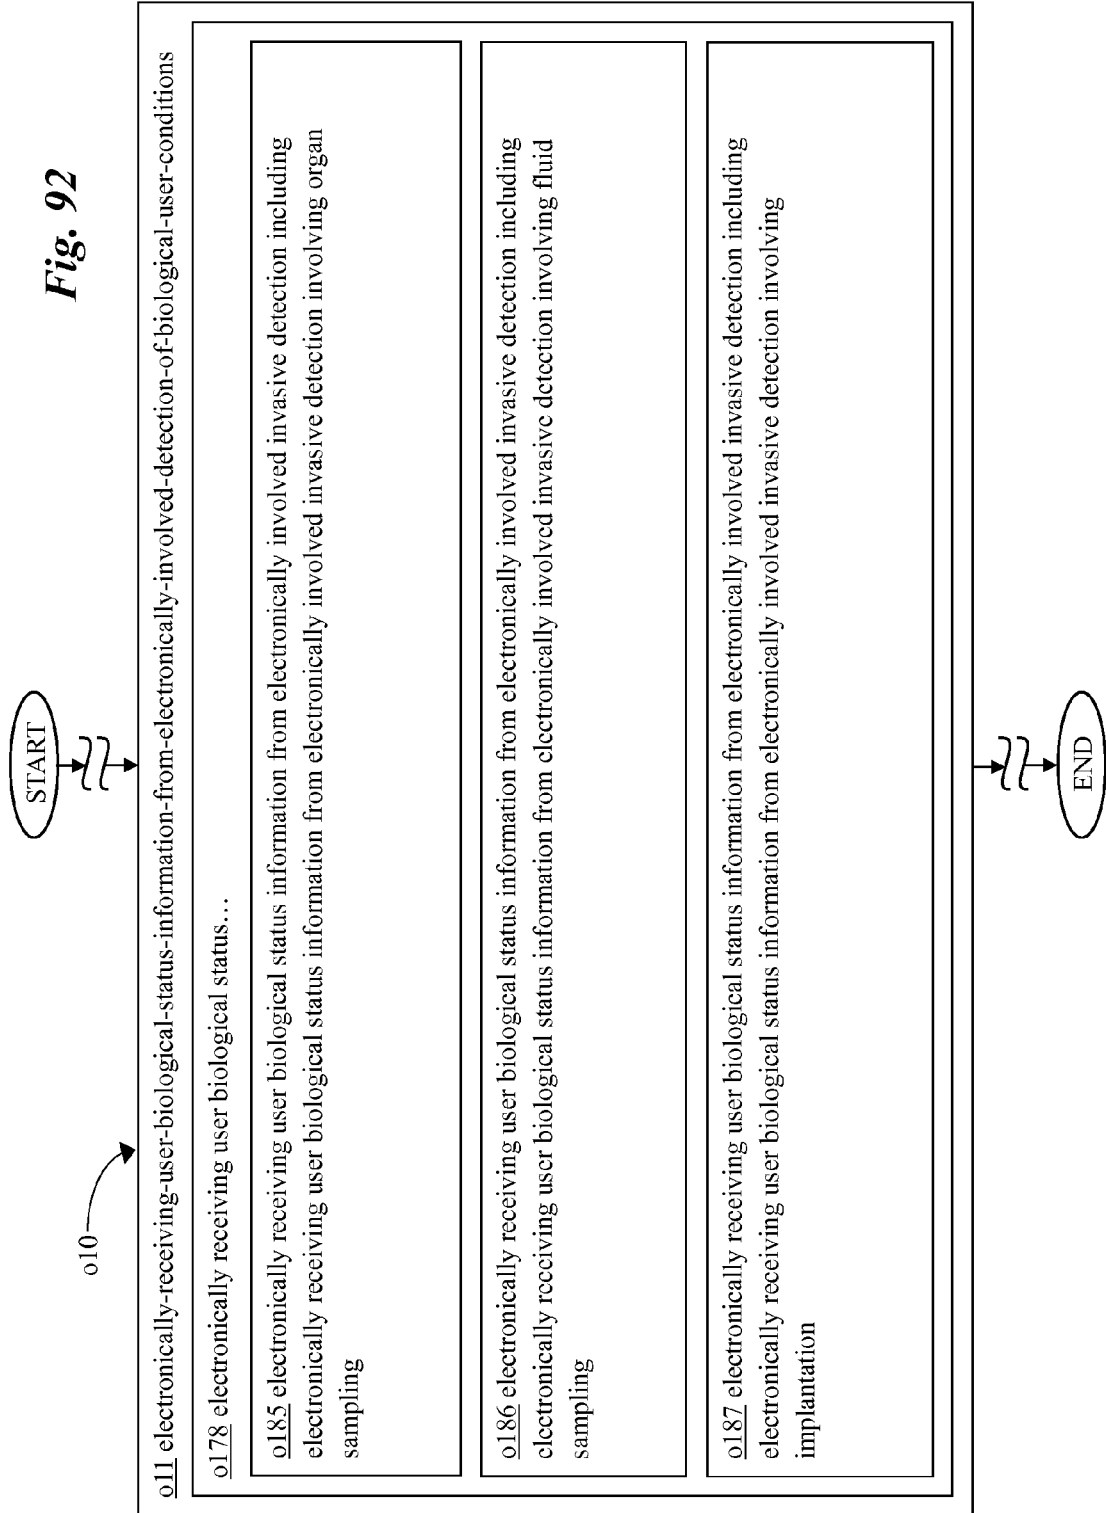 Fig. 92
START
o10
o11 electronically-receiving-user-biological-status-information-from-electronically-involved-detection-of-biological-user-conditions
o178 electronically receiving user biological status…
o185 electronically receiving user biological status information from electronically involved invasive detection including
electronically receiving user biological status information from electronically involved invasive detection involving organ
sampling
o186 electronically receiving user biological status information from electronically involved invasive detection including
electronically receiving user biological status information from electronically involved invasive detection involving fluid
sampling
o187 electronically receiving user biological status information from electronically involved invasive detection including
electronically receiving user biological status information from electronically involved invasive detection involving
implantation
END